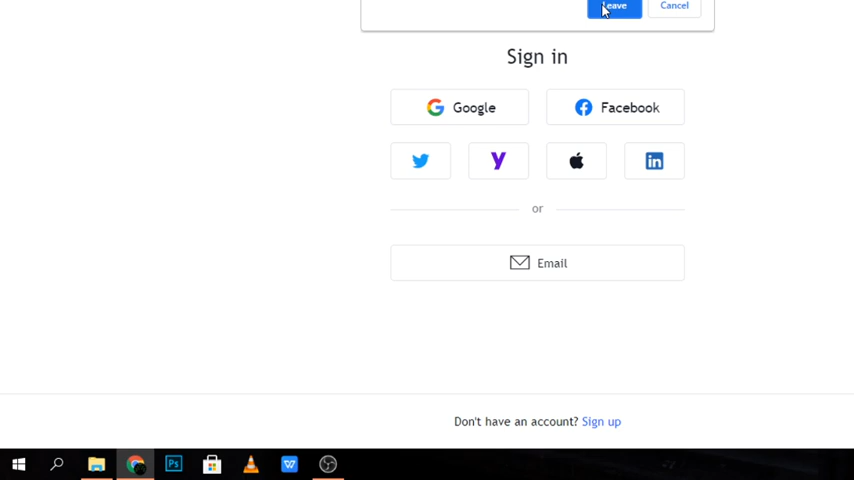 Leave Cancel
Sign in
Google Facebook
or
Email
Don't have an account? Sign up